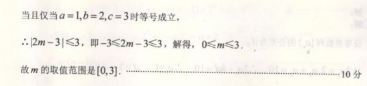 当且仅当a=1,b=2,c=3时等号成立,
∴|2m-3|≤3，即-3≤2m-3≤3，解得，0≤m≤3.
故m的取值范围是[0,3]. ……………………………………………………10分